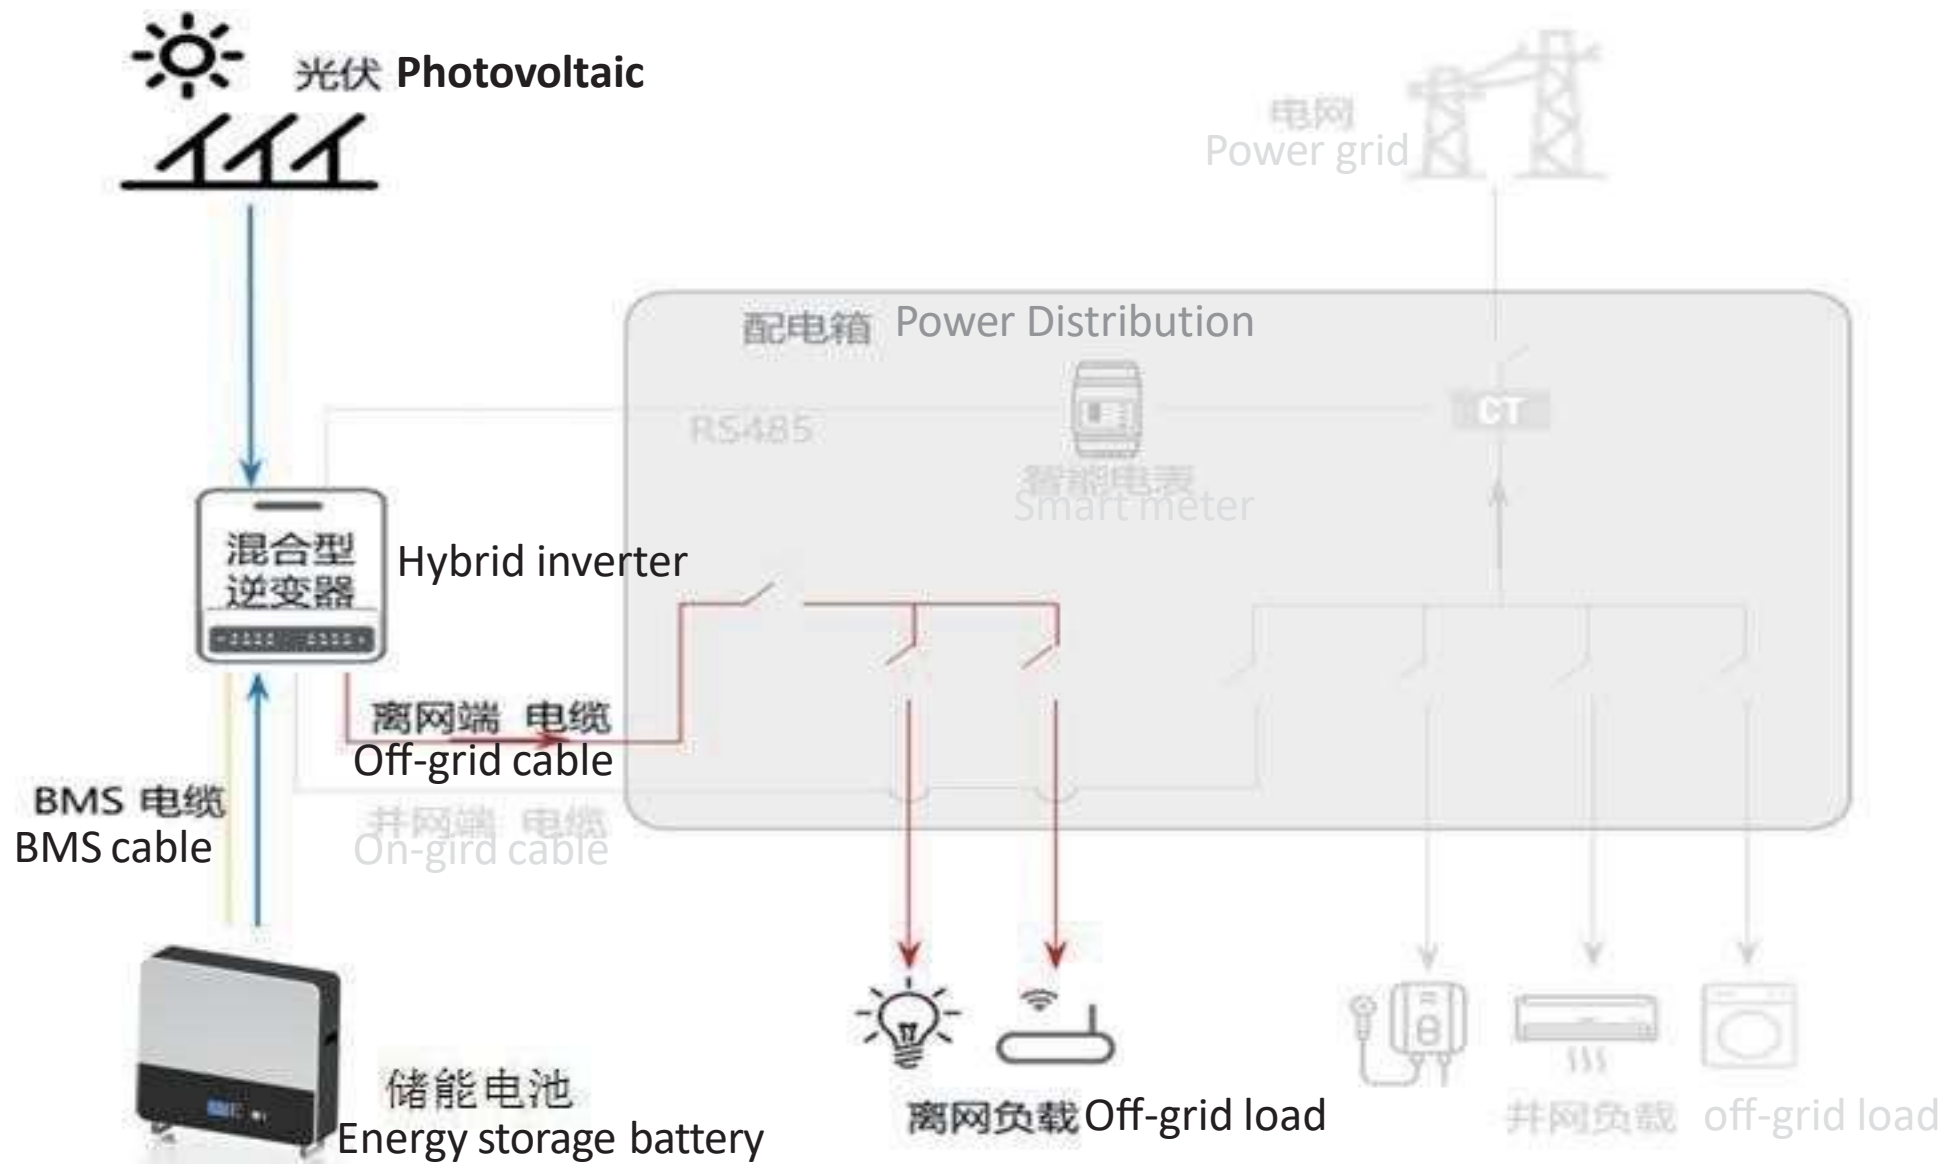 光伏 Photovoltaic
电网
Power grid
配电箱 Power Distribution
RS485
CT
智能电表
Smart meter
混合型
逆变器
Hybrid inverter
离网端 电缆
Off-grid cable
BMS 电缆
BMS cable
并网端 电缆
On-gird cable
储能电池
Energy storage battery
离网负载 Off-grid load
并网负载 off-grid load